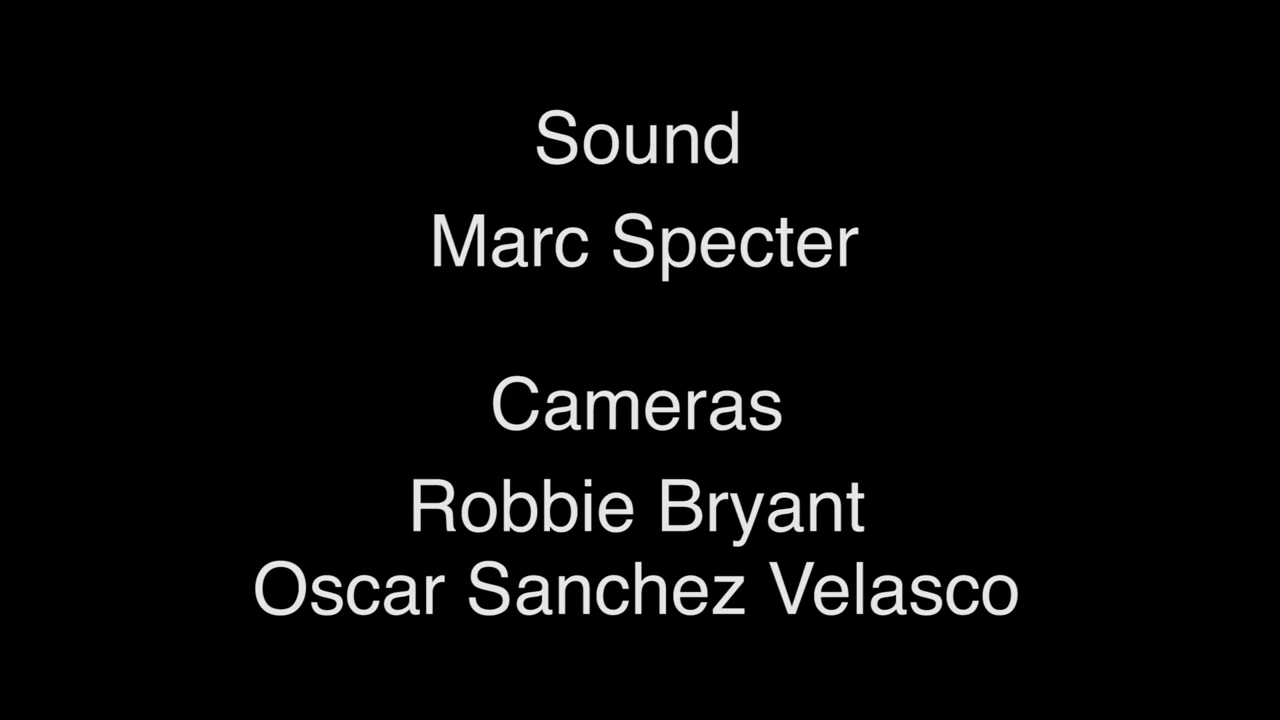 Sound
Marc Specter
Cameras
Robbie Bryant
Oscar Sanchez Velasco